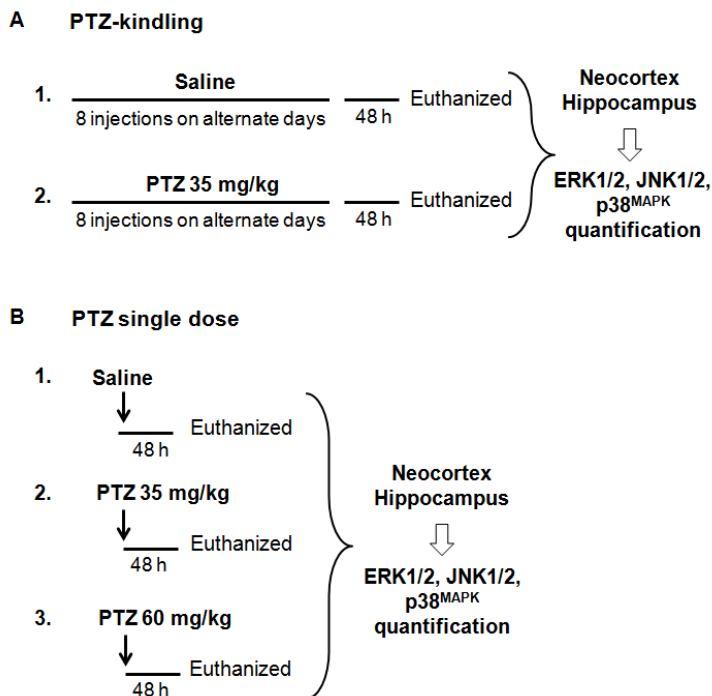 A PTZ-kindling
1. Saline
8 injections on alternate days 48 h Euthanized
2. PTZ 35 mg/kg
8 injections on alternate days 48 h Euthanized
Neocortex
Hippocampus
ERK1/2, JNK1/2,
p38MAPK
quantification
B PTZ single dose
1. Saline
48 h Euthanized
2. PTZ 35 mg/kg
48 h Euthanized
3. PTZ 60 mg/kg
48 h Euthanized
Neocortex
Hippocampus
ERK1/2, JNK1/2,
p38MAPK
quantification